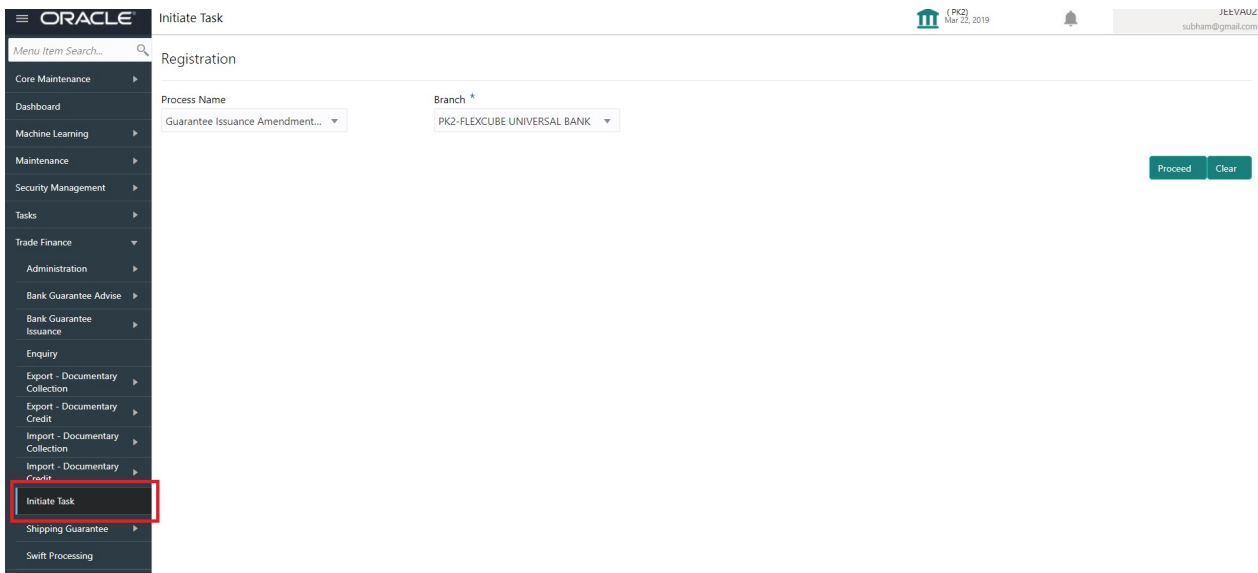 ORACLE
Initiate Task
( PK2)
Mar 22, 2019
JEEVA02
subham@gmail.com
Menu Item Search...
Registration
Core Maintenance
Dashboard
Machine Learning
Maintenance
Security Management
Tasks
Trade Finance
Administration
Bank Guarantee Advise
Bank Guarantee
Issuance
Enquiry
Export - Documentary
Collection
Export - Documentary
Credit
Import - Documentary
Collection
Import - Documentary
Credit
Initiate Task
Shipping Guarantee
Swift Processing
Process Name
Guarantee Issuance Amendment...
Branch *
PK2-FLEXCUBE UNIVERSAL BANK
Proceed
Clear